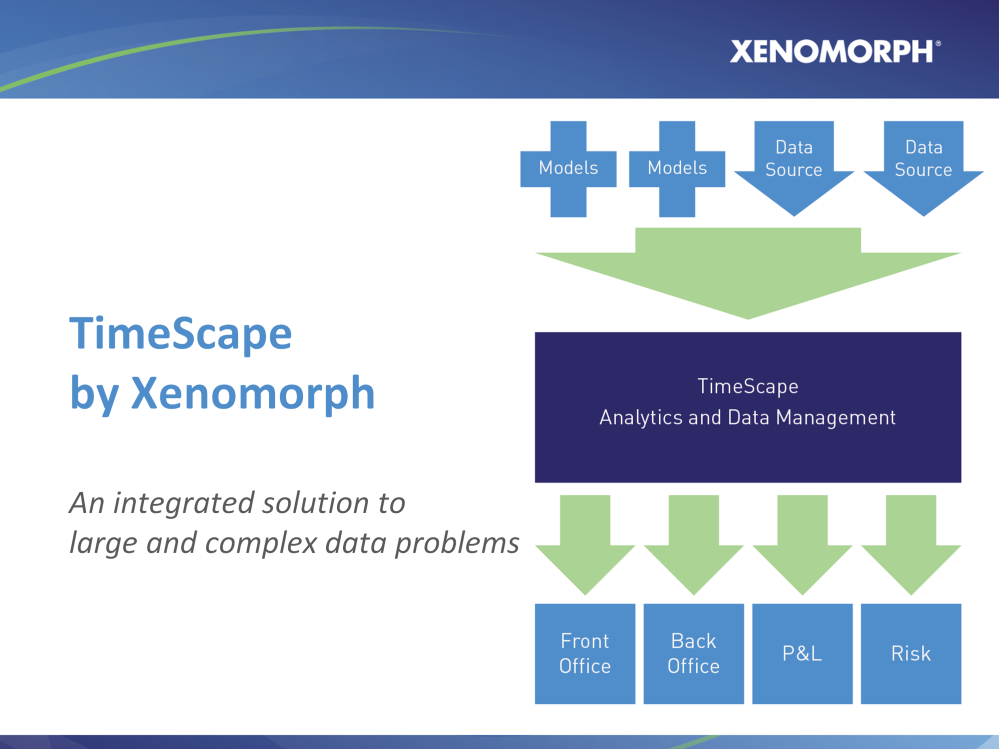 XENOMORPH®
Models
Models
Data
Source
Data
Source
TimeScape
by Xenomorph
An integrated solution to
large and complex data problems
TimeScape
Analytics and Data Management
Front
Office
Back
Office
P&L
Risk